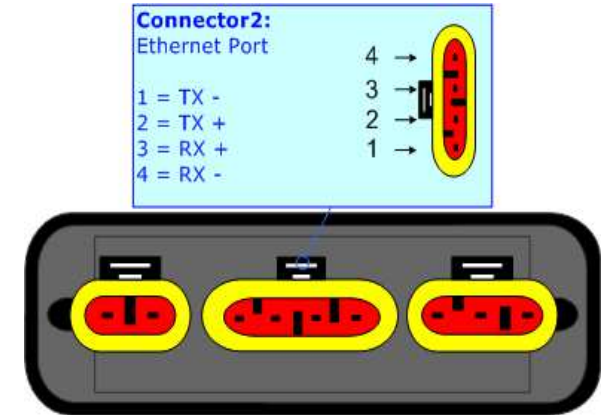 Connector2:
Ethernet Port
4 →
3 →
2 →
1 →
1 = TX -
2 = TX +
3 = RX +
4 = RX -